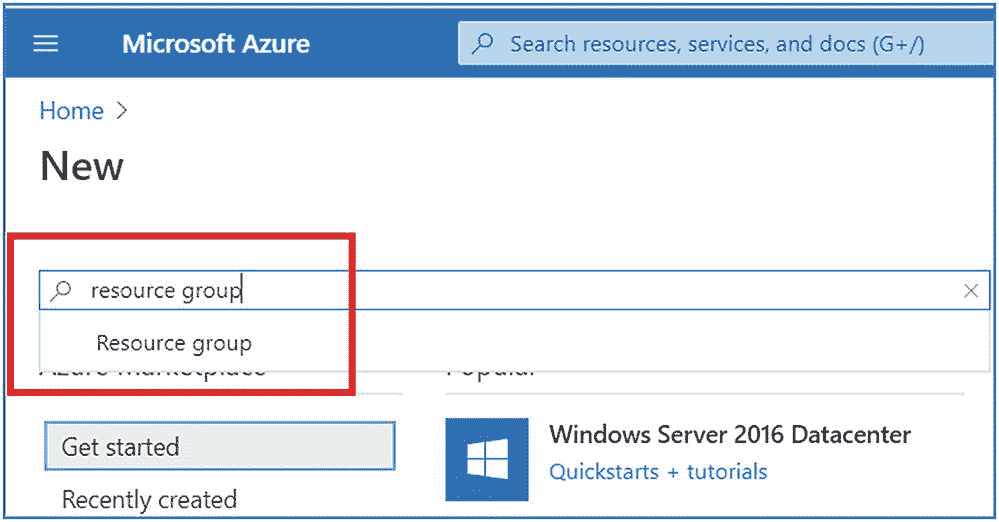 Microsoft Azure
Search resources, services, and docs (G+/)
Home
New
resource group
Resource group
Azure Marketplace
Popular
Get started
Windows Server 2016 Datacenter
Quickstarts + tutorials
Recently created